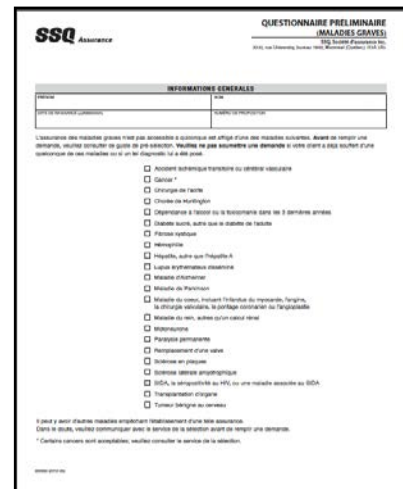 SSQ Assurance
QUESTIONNAIRE PRÉLIMINAIRE
(MALADIES GRAVES)
SSQ, Société d'assurance inc.
INFORMATIONS GÉNÉRALES
PRÉNOM
NOM
NUMÉRO DE PROPOSITION
L'assurance des maladies graves n'est pas accessible à quiconque est affligé d'une des maladies suivantes. Avant de remplir une
demande, veuillez consulter ce guide de pré-sélection. Veuillez ne pas soumettre une demande si votre client a déjà souffert d'une
quelconque de ces maladies ou si un tel diagnostic lui a été posé.
Accident ischémique transitoire ou cérébral vasculaire
Cancer *
Chirurgie de l'aorte
Chorée de Huntington
Dépendance à l'alcool ou la toxicomanie dans les 3 dernières années
Diabète sucré, autre que le diabète de l'adulte
Fibrose kystique
Hémophilie
Hépatite, autre que l'hépatite A
Lupus érythémateux disséminé
Maladie d'Alzheimer
Maladie de Parkinson
Maladie du coeur, incluant l'infarctus du myocarde, l'angine,
la chirurgie valvulaire, le pontage coronarien ou l'angioplastie
Maladie du rein, autres qu'un calcul rénal
Motoneurone
Paralysie permanente
Remplacement d'une valve
Sclérose en plaques
Sclérose latérale amyotrophique
SIDA, la séropositivité au HIV, ou une maladie associée au SIDA
Transplantation d'organe
Tumeur bénigne au cerveau
Il peut y avoir d'autres maladies empêchant l'établissement d'une telle assurance.
Dans le doute, veuillez communiquer avec le service de la sélection avant de remplir une demande.
* Certains cancers sont acceptables; veuillez consulter le service de la sélection.